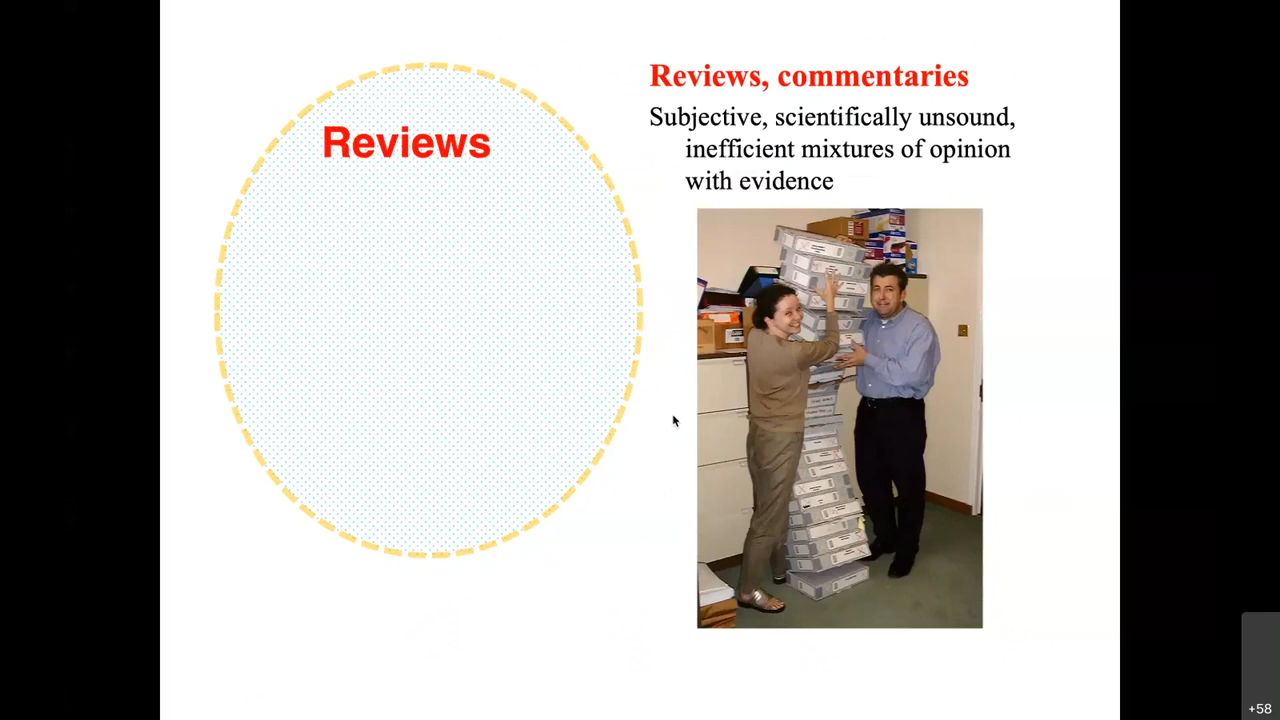 Reviews
Reviews, commentaries
Subjective, scientifically unsound,
inefficient mixtures of opinion
with evidence
+58